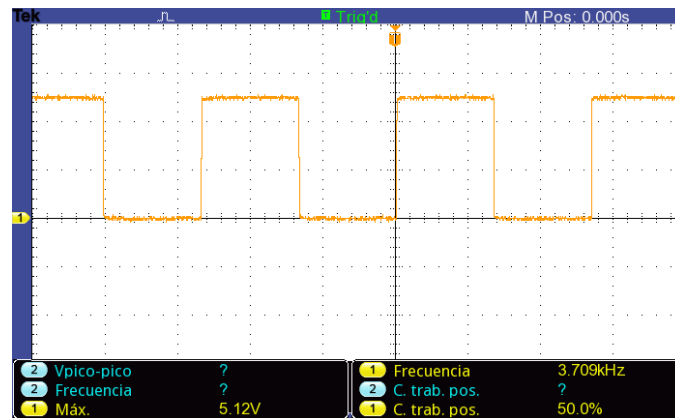 Tek T Trig'd M Pos: 0.000s
T
1
2 Vpico-pico ?
2 Frecuencia ?
1 Máx. 5.12V
1 Frecuencia 3.709kHz
2 C. trab. pos. ?
1 C. trab. pos. 50.0%